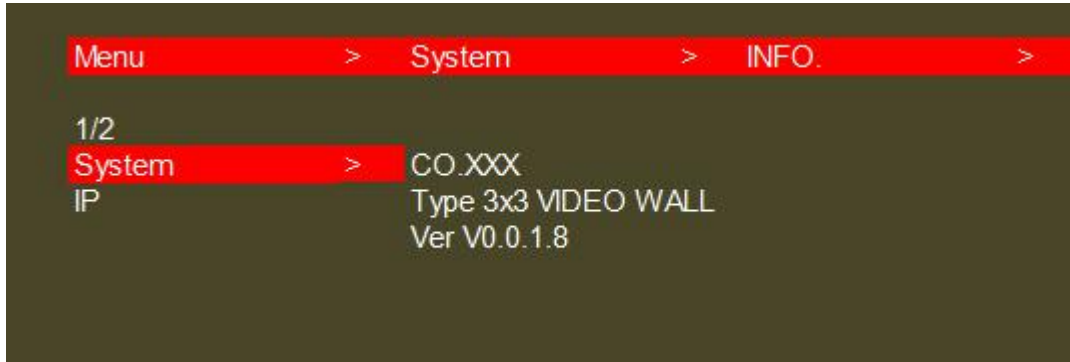 Menu > System > INFO. >
1/2
System > CO.XXX
IP Type 3x3 VIDEO WALL
Ver V0.0.1.8